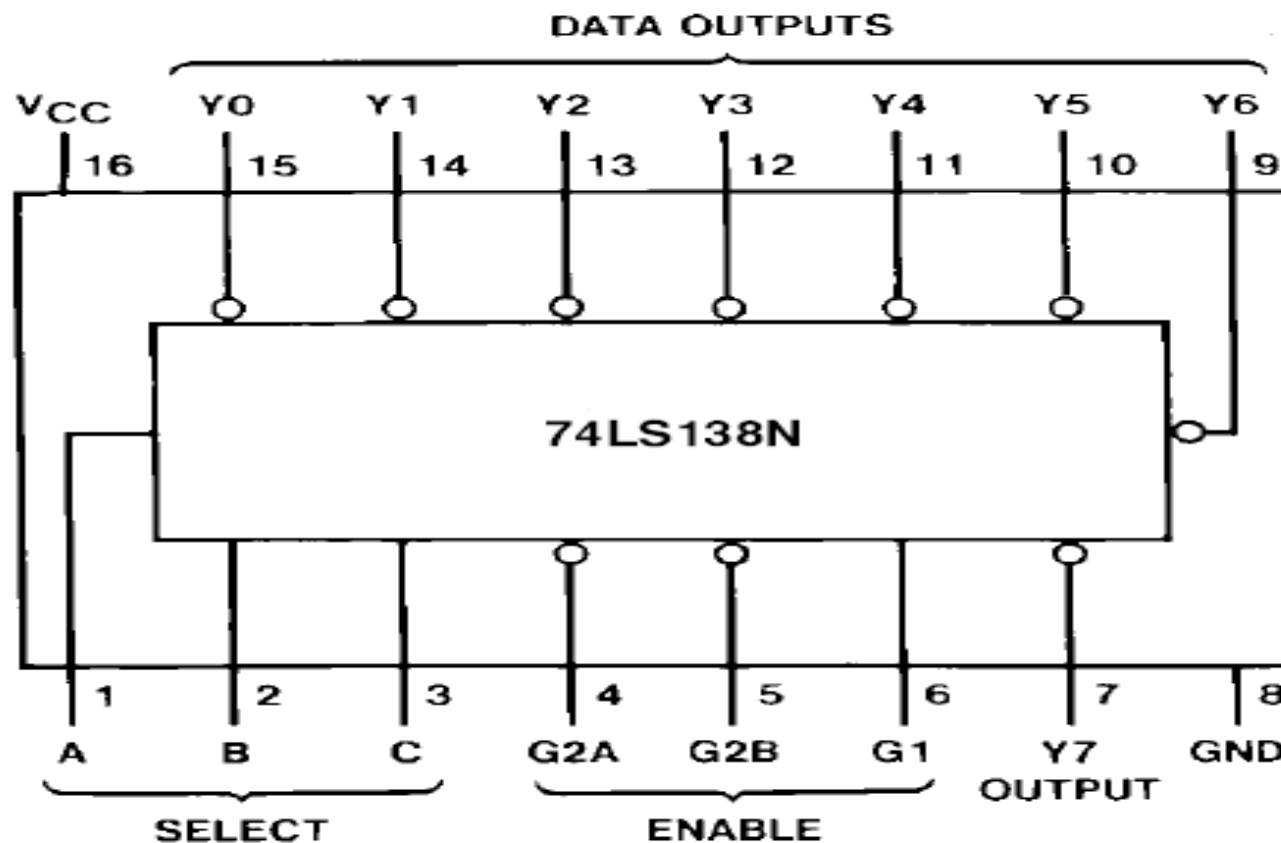 DATA OUTPUTS
VCC Y0 Y1 Y2 Y3 Y4 Y5 Y6
16 15 14 13 12 11 10 9
74LS138N
1 2 3 4 5 6 7 8
A B C G2A G2B G1 Y7 GND
OUTPUT
SELECT ENABLE